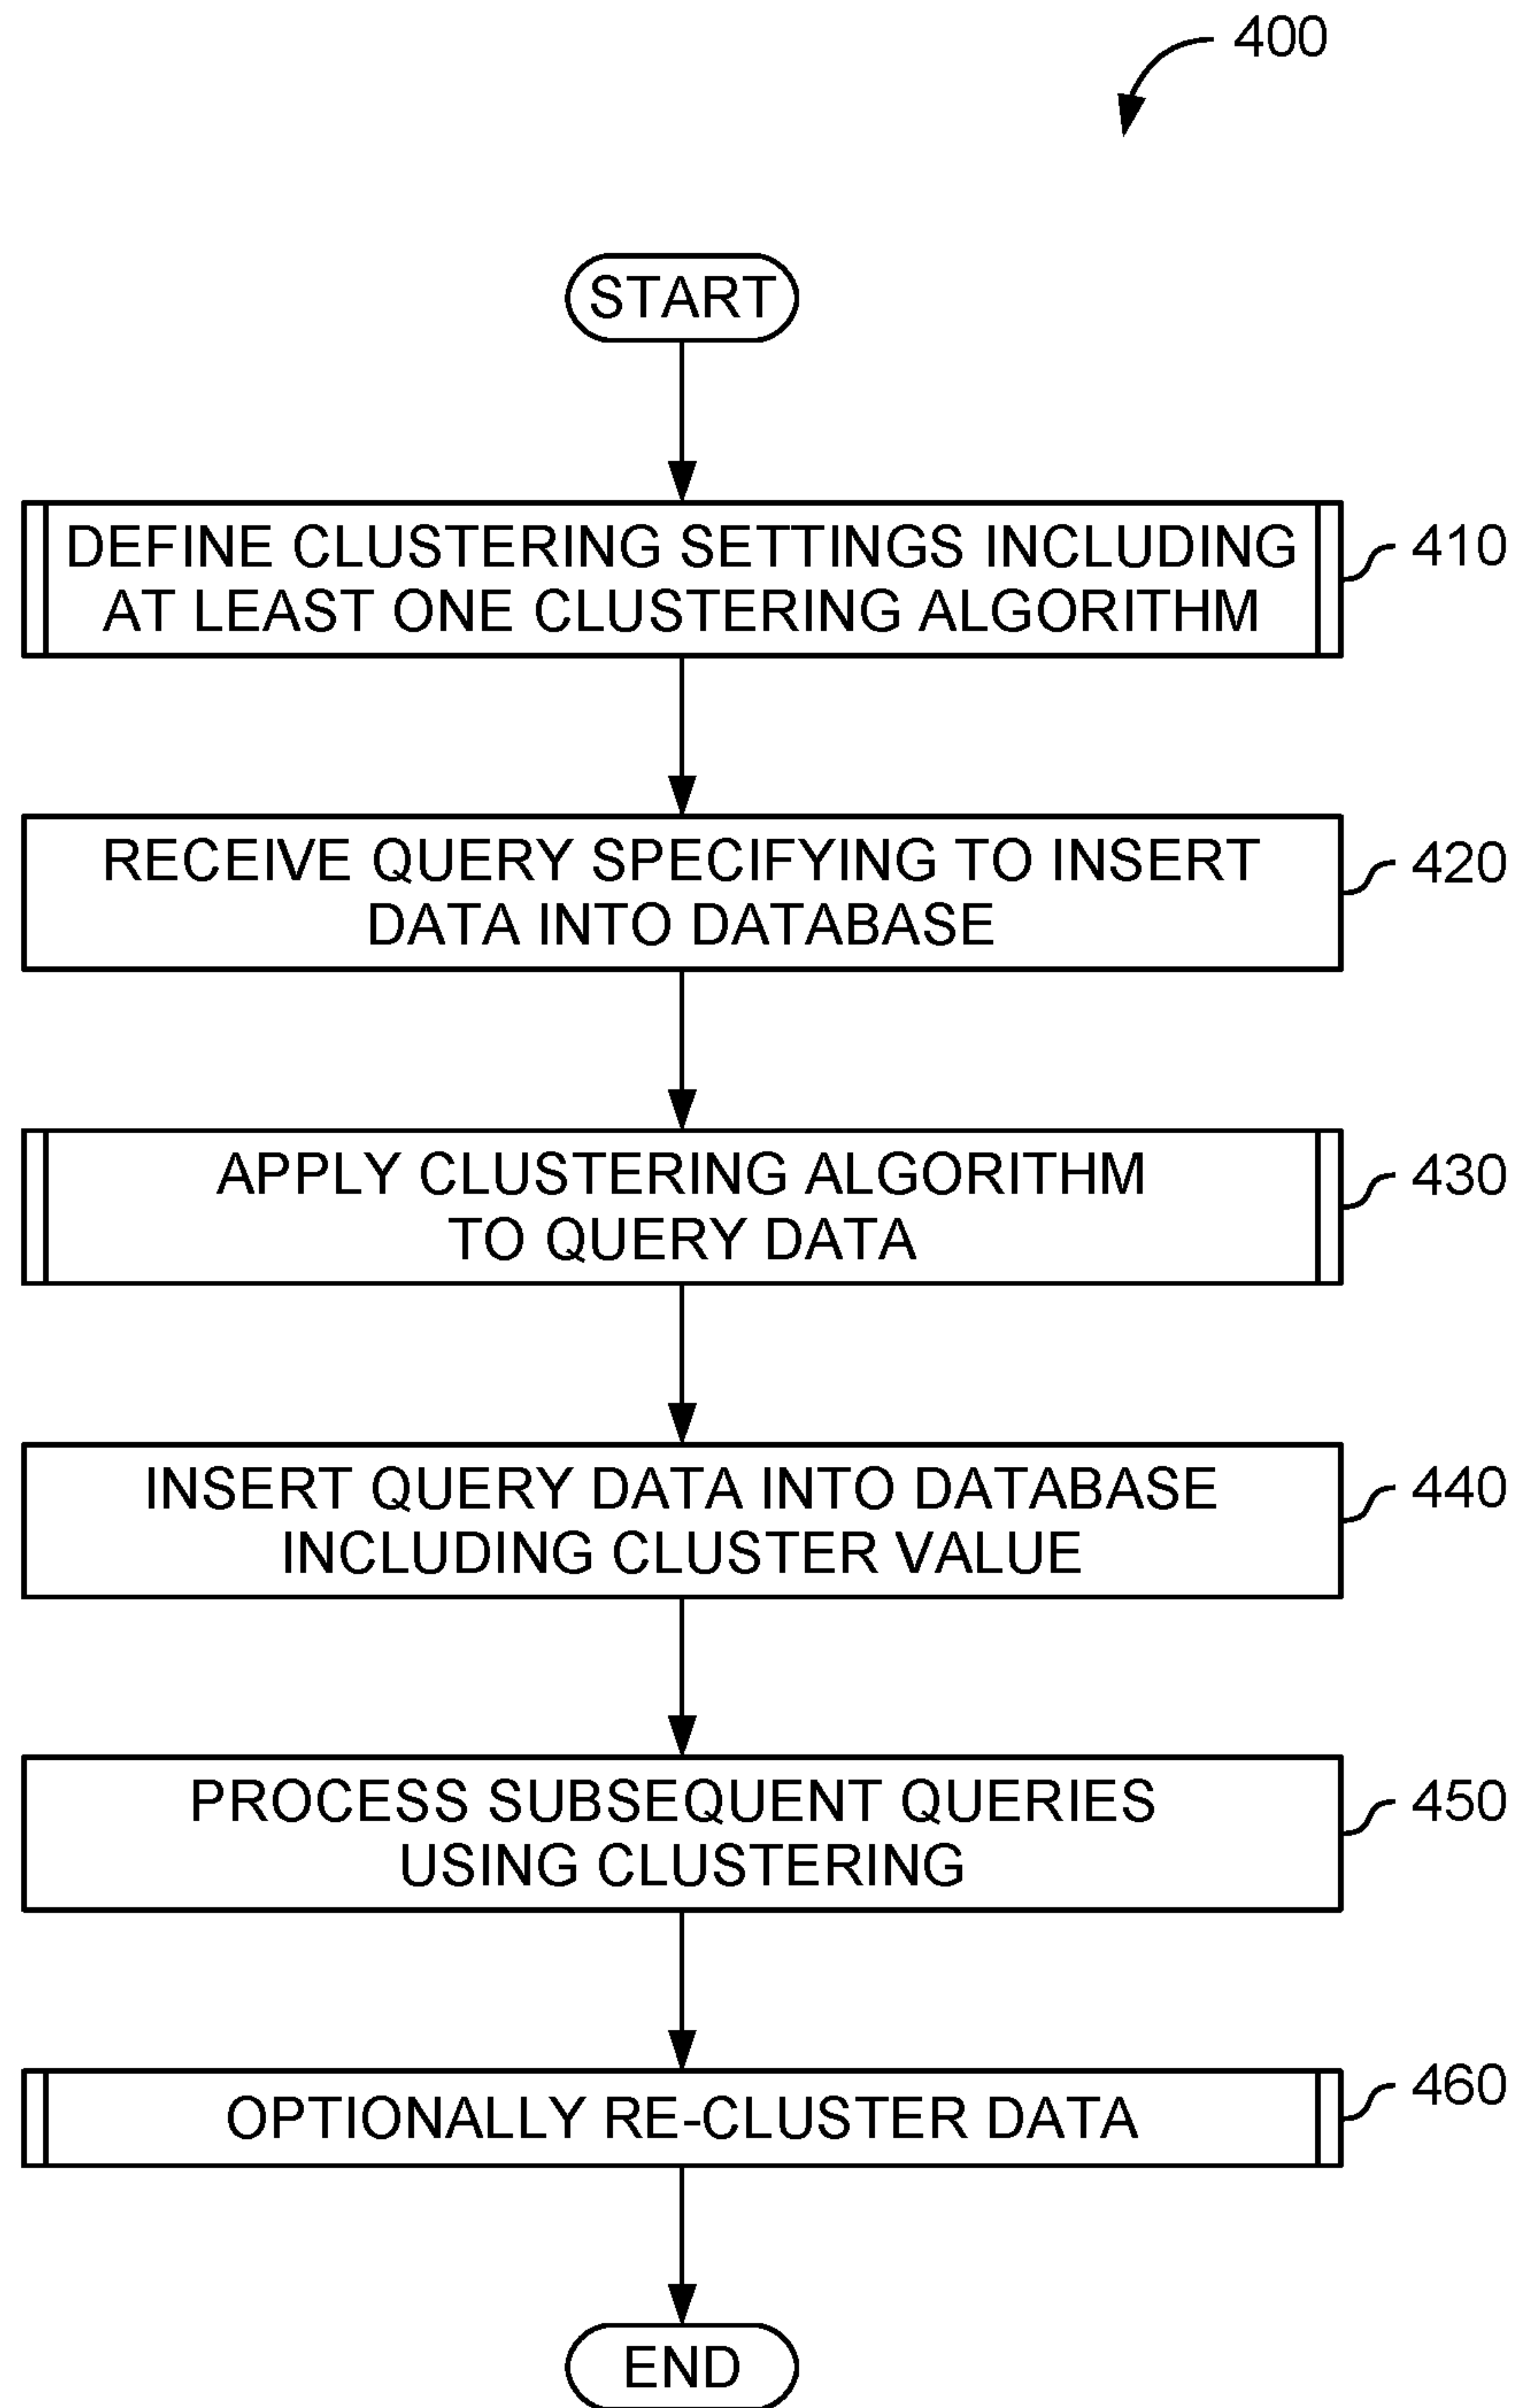 400
START
DEFINE CLUSTERING SETTINGS INCLUDING
AT LEAST ONE CLUSTERING ALGORITHM
410
RECEIVE QUERY SPECIFYING TO INSERT
DATA INTO DATABASE
420
APPLY CLUSTERING ALGORITHM
TO QUERY DATA
430
INSERT QUERY DATA INTO DATABASE
INCLUDING CLUSTER VALUE
440
PROCESS SUBSEQUENT QUERIES
USING CLUSTERING
450
OPTIONALLY RE-CLUSTER DATA
460
END